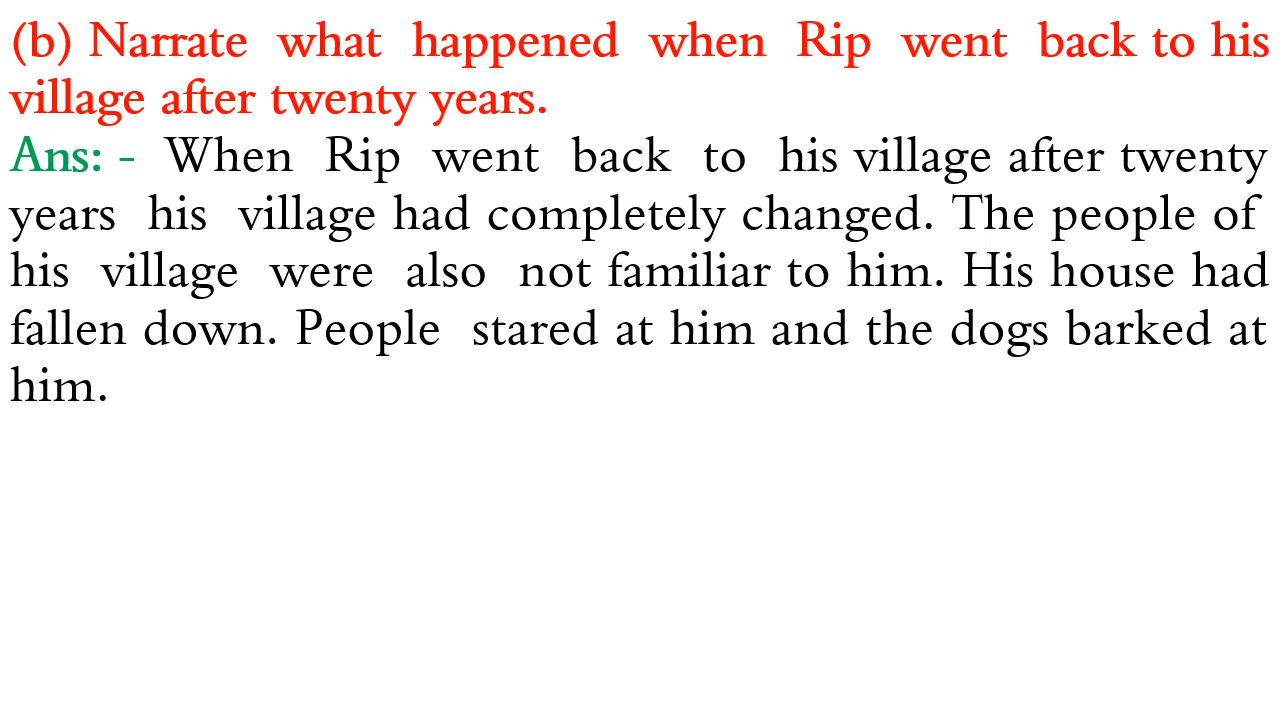 (b) Narrate what happened when Rip went back to his
village after twenty years.
Ans: - When Rip went back to his village after twenty
years his village had completely changed. The people of
his village were also not familiar to him. His house had
fallen down. People stared at him and the dogs barked at
him.